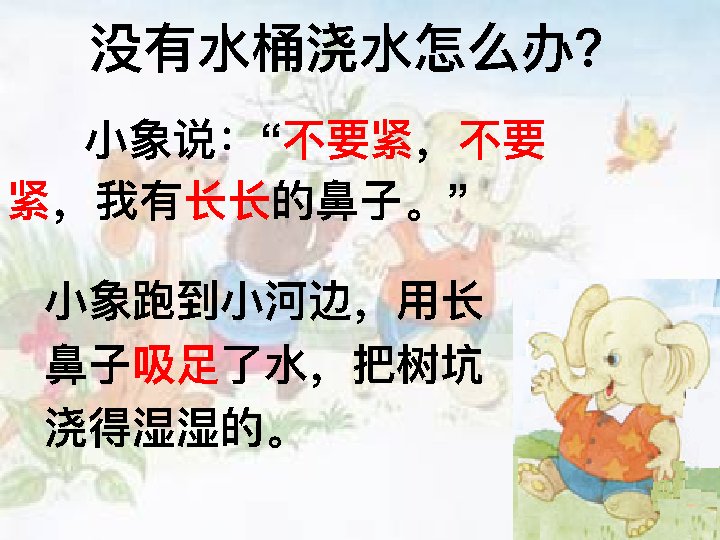 没有水桶浇水怎么办？
小象说：“不要紧，不要
紧，我有长长的鼻子。”
小象跑到小河边，用长
鼻子吸足了水，把树坑
浇得湿湿的。